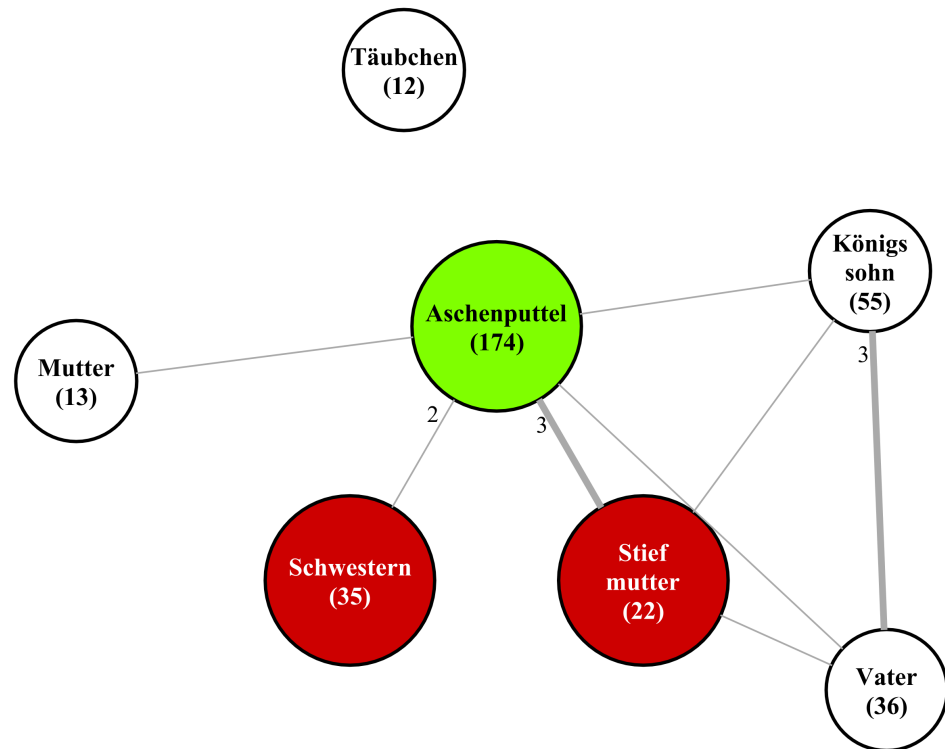 Täubchen
(12)
Königs
sohn
(55)
Aschenputtel
(174)
3
Mutter
(13)
2
3
Schwestern
(35)
Stief
mutter
(22)
Vater
(36)